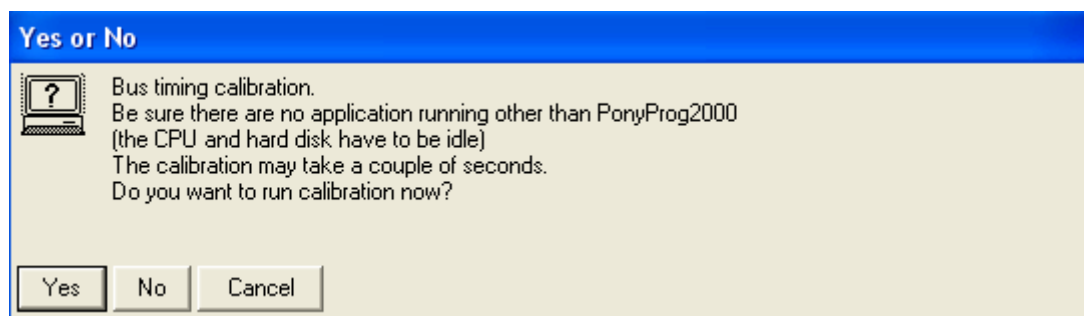 Yes or No
?
Bus timing calibration.
Be sure there are no application running other than PonyProg2000
(the CPU and hard disk have to be idle)
The calibration may take a couple of seconds.
Do you want to run calibration now?
Yes No Cancel